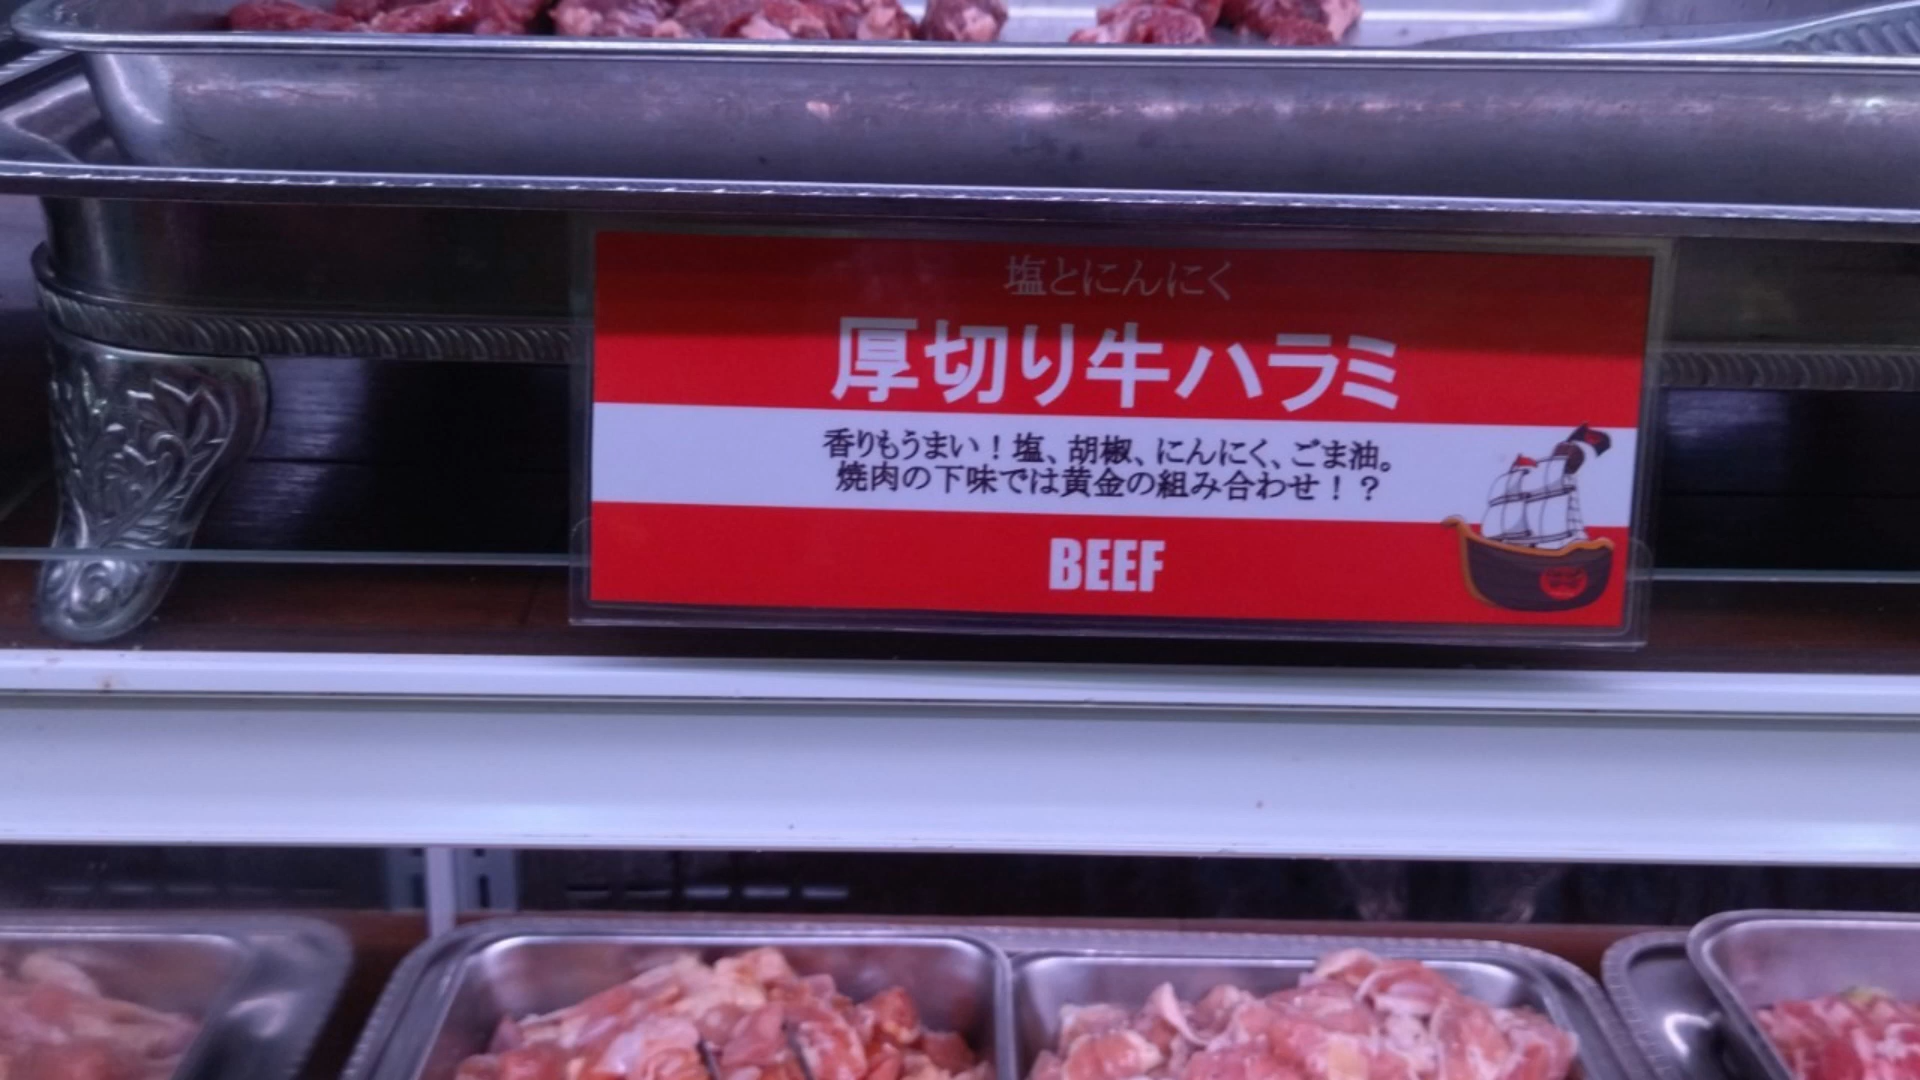 塩とにんにく
厚切り牛ハラミ
香りもうまい！塩、胡椒、にんにく、ごま油。
焼肉の下味では黄金の組み合わせ！？
BEEF